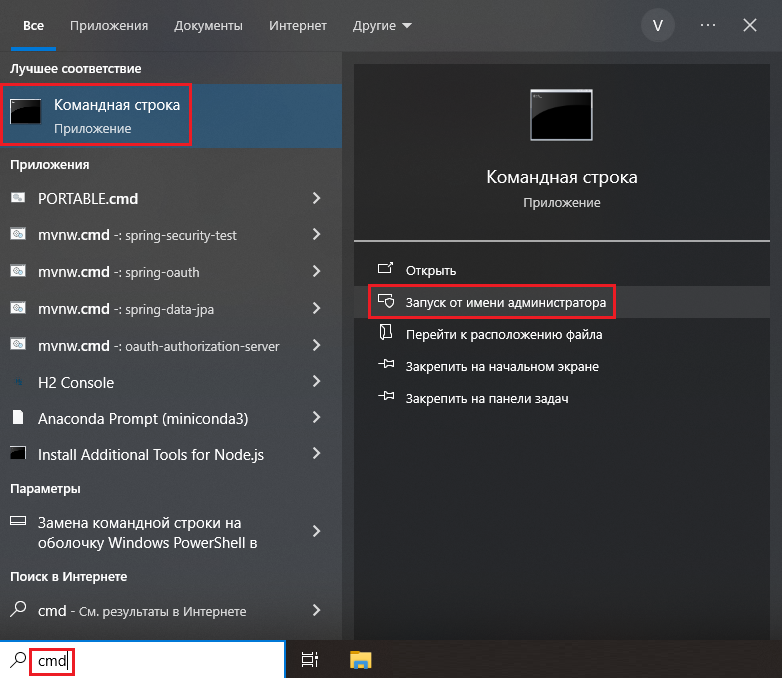 Все Приложения Документы Интернет Другие V ...
Лучшее соответствие
Командная строка
Приложение
Приложения
PORTABLE.cmd
mvnw.cmd -: spring-security-test
mvnw.cmd -: spring-oauth
mvnw.cmd -: spring-data-jpa
mvnw.cmd -: oauth-authorization-server
H2 Console
Anaconda Prompt (miniconda3)
Install Additional Tools for Node.js
Параметры
Замена командной строки на
оболочку Windows PowerShell в
Поиск в Интернете
cmd - См. результаты в Интернете
cmd
Командная строка
Приложение
Открыть
Запуск от имени администратора
Перейти к расположению файла
Закрепить на начальном экране
Закрепить на панели задач